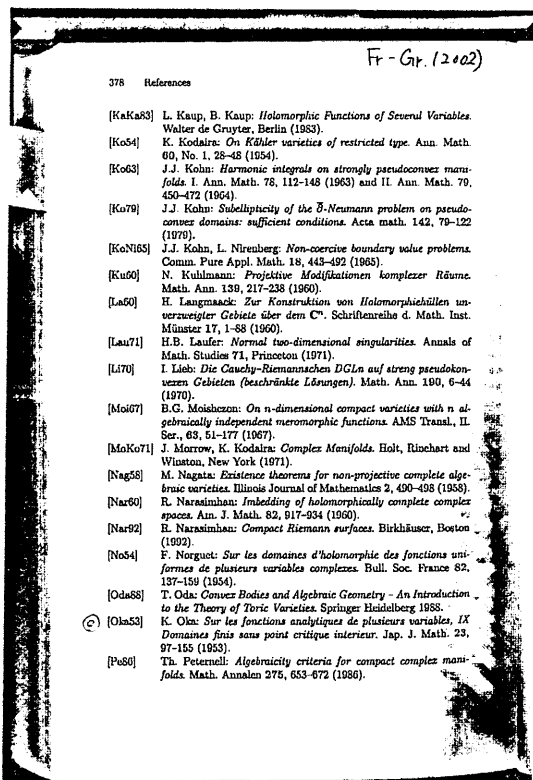 Fr-Gr. (2002)
378 References
[KaKa83] L. Kaup, B. Kaup: Holomorphic Functions of Several Variables.
Walter de Gruyter, Berlin (1983).
[Ko54] K. Kodaira: On Kähler varieties of restricted type. Ann. Math.
60, No. 1, 28-48 (1954).
[Ko63] J.J. Kohn: Harmonic integrals on strongly pseudoconvex mani-
folds. I. Ann. Math. 78, 112-148 (1963) and II. Ann. Math. 79,
450-472 (1964).
[Ko79] J.J. Kohn: Subellipticity of the ∂̄-Neumann problem on pseudo-
convex domains: sufficient conditions. Acta math. 142, 79-122
(1979).
[KoNi65] J.J. Kohn, L. Nirenberg: Non-coercive boundary value problems.
Comm. Pure Appl. Math. 18, 443-492 (1965).
[Ku60] N. Kuhlmann: Projektive Modifikationen komplexer Räume.
Math. Ann. 139, 217-238 (1960).
[La60] H. Langmaack: Zur Konstruktion von Holomorphiehüllen un-
verzweigter Gebiete über dem Cⁿ. Schriftenreihe d. Math. Inst.
Münster 17, 1-88 (1960).
[Lau71] H.B. Laufer: Normal two-dimensional singularities. Annals of
Math. Studies 71, Princeton (1971).
[Li70] I. Lieb: Die Cauchy-Riemannschen DGLn auf streng pseudokon-
vexen Gebieten (beschränkte Lösungen). Math. Ann. 190, 6-44
(1970).
[Moi67] B.G. Moishezon: On n-dimensional compact varieties with n al-
gebraically independent meromorphic functions. AMS Transl., II.
Ser., 63, 51-177 (1967).
[MoKo71] J. Morrow, K. Kodaira: Complex Manifolds. Holt, Rinehart and
Winston, New York (1971).
[Nag58] M. Nagata: Existence theorems for non-projective complete alge-
braic varieties. Illinois Journal of Mathematics 2, 490-498 (1958).
[Nar60] R. Narasimhan: Imbedding of holomorphically complete complex
spaces. Am. J. Math. 82, 917-934 (1960).
[Nar92] R. Narasimhan: Compact Riemann surfaces. Birkhäuser, Boston
(1992).
[No54] F. Norguet: Sur les domaines d'holomorphie des fonctions uni-
formes de plusieurs variables complexes. Bull. Soc. France 82,
137-159 (1954).
[Oda88] T. Oda: Convex Bodies and Algebraic Geometry - An Introduction
to the Theory of Toric Varieties. Springer Heidelberg 1988.
[Oka53] K. Oka: Sur les fonctions analytiques de plusieurs variables, IX
Domaines finis sans point critique interieur. Jap. J. Math. 23,
97-155 (1953).
[Pe86] Th. Peternell: Algebraicity criteria for compact complex mani-
folds. Math. Annalen 275, 653-672 (1986).